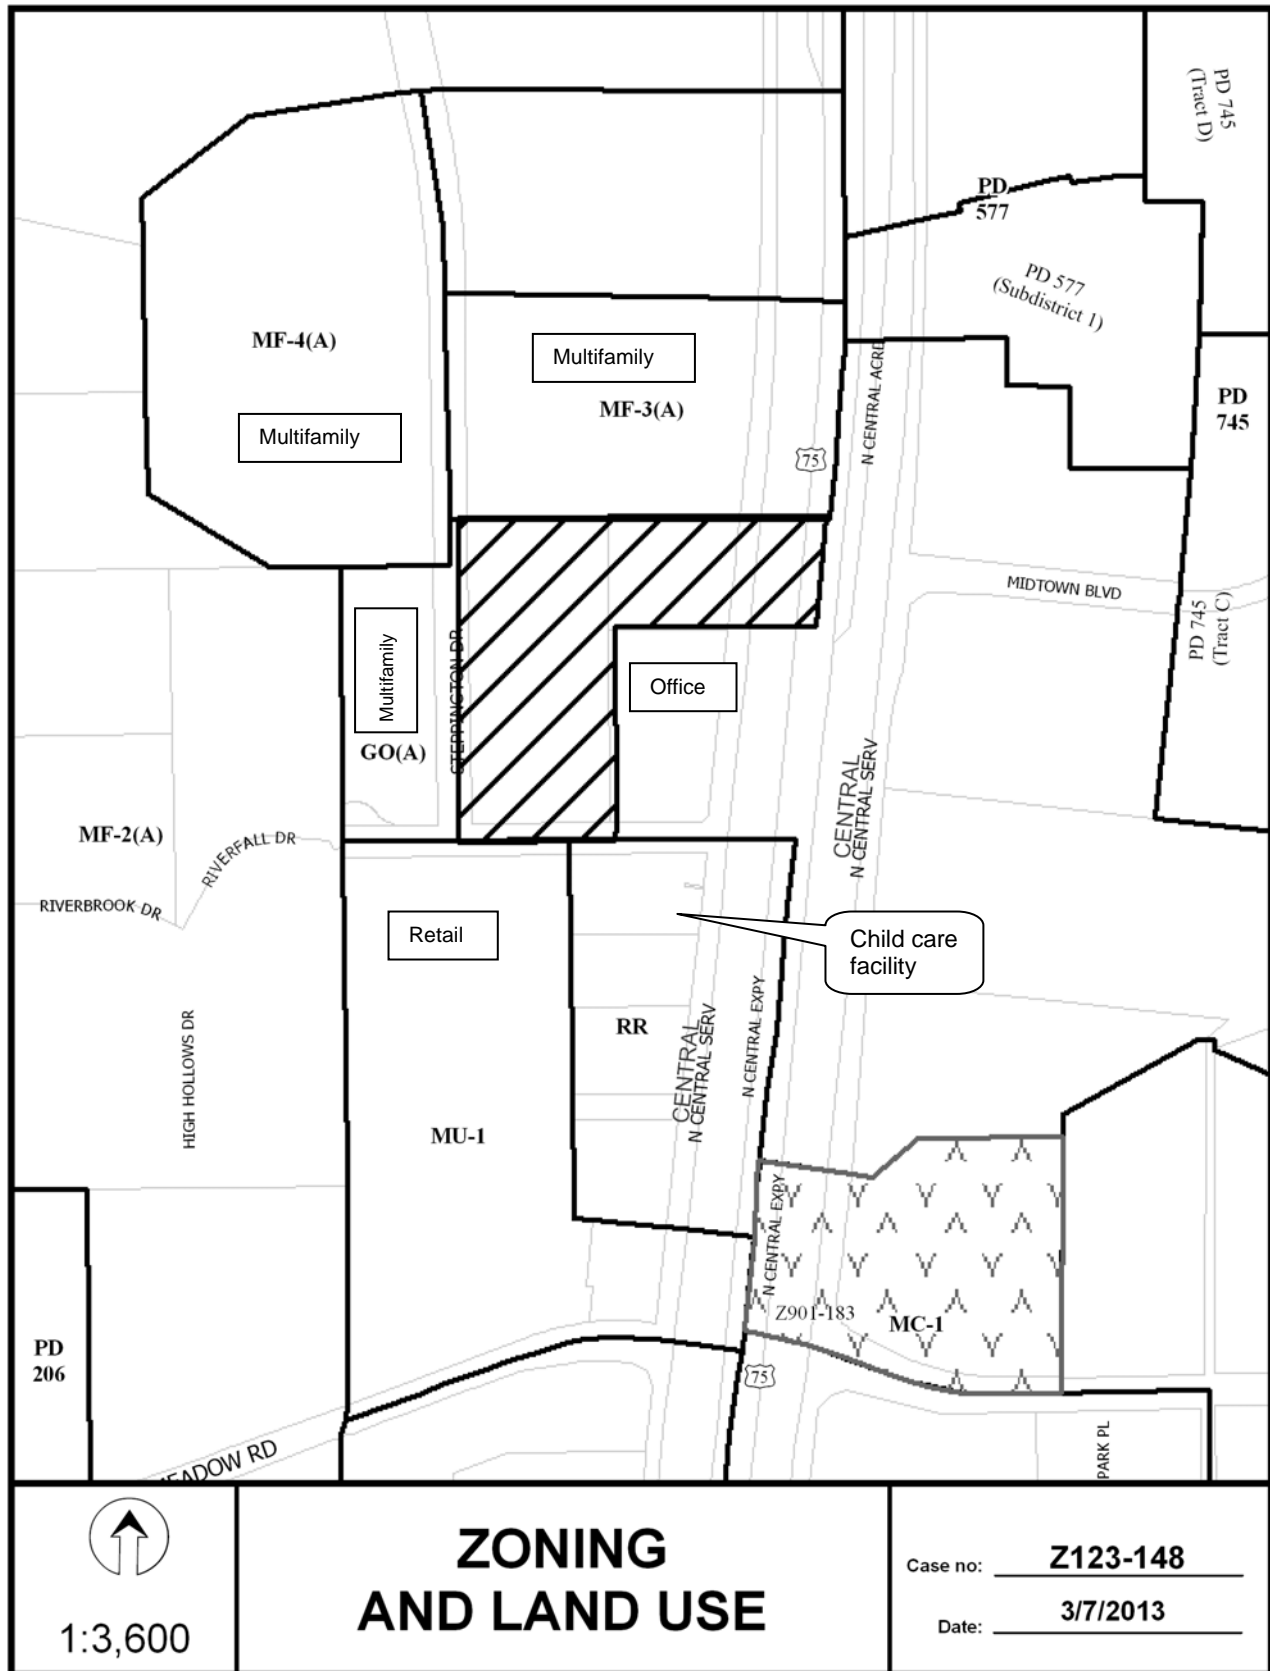 PD 745
(Tract D)
PD
577
PD 577
(Subdistrict 1)
MF-4(A)
Multifamily
MF-3(A)
Multifamily
N CENTRAL ACRD
PD
745
75
MIDTOWN BLVD
PD 745
(Tract C)
Multifamily
STEPPINGTON DR
Office
GO(A)
CENTRAL
N CENTRAL SERV
MF-2(A)
RIVERFALL DR
RIVERBROOK DR
Retail
Child care
facility
RR
N CENTRAL EXPY
CENTRAL
N CENTRAL SERV
HIGH HOLLOWS DR
MU-1
N CENTRAL EXPY
Z901-183
MC-1
PD
206
75
PARK PL
MEADOW RD
1:3,600
ZONING
AND LAND USE
Case no: Z123-148
Date: 3/7/2013